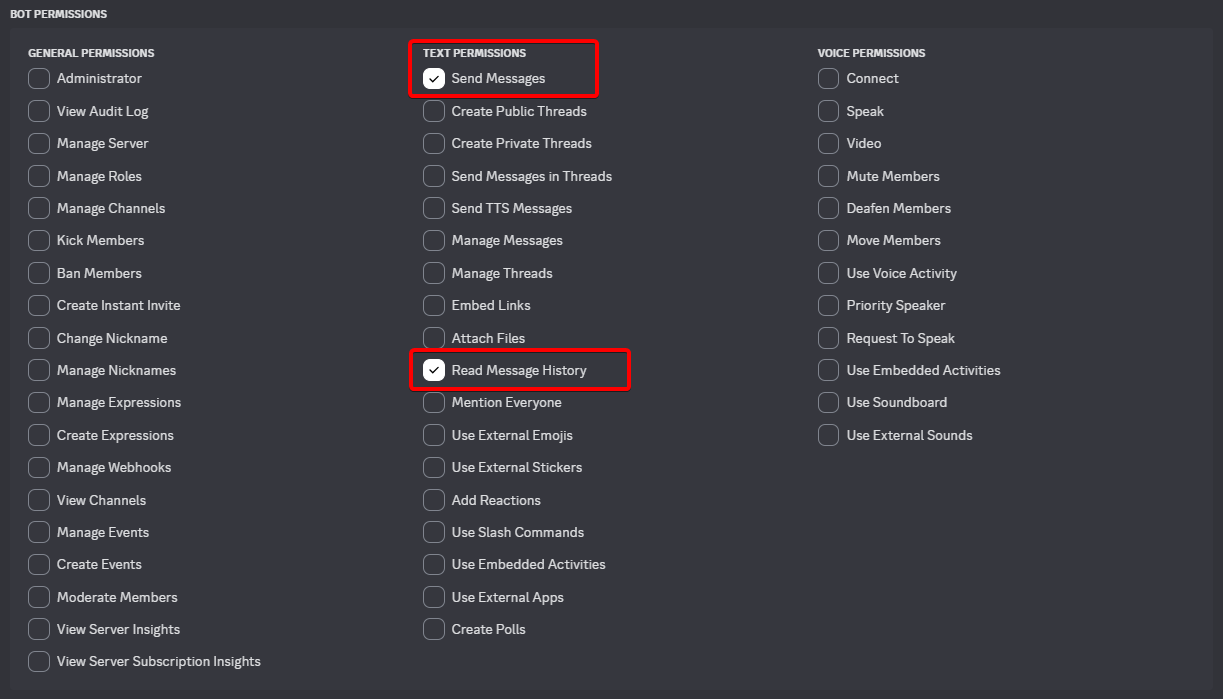 BOT PERMISSIONS
GENERAL PERMISSIONS
Administrator
View Audit Log
Manage Server
Manage Roles
Manage Channels
Kick Members
Ban Members
Create Instant Invite
Change Nickname
Manage Nicknames
Manage Expressions
Create Expressions
Manage Webhooks
View Channels
Manage Events
Create Events
Moderate Members
View Server Insights
View Server Subscription Insights
TEXT PERMISSIONS
Send Messages
Create Public Threads
Create Private Threads
Send Messages in Threads
Send TTS Messages
Manage Messages
Manage Threads
Embed Links
Attach Files
Read Message History
Mention Everyone
Use External Emojis
Use External Stickers
Add Reactions
Use Slash Commands
Use Embedded Activities
Use External Apps
Create Polls
VOICE PERMISSIONS
Connect
Speak
Video
Mute Members
Deafen Members
Move Members
Use Voice Activity
Priority Speaker
Request To Speak
Use Embedded Activities
Use Soundboard
Use External Sounds